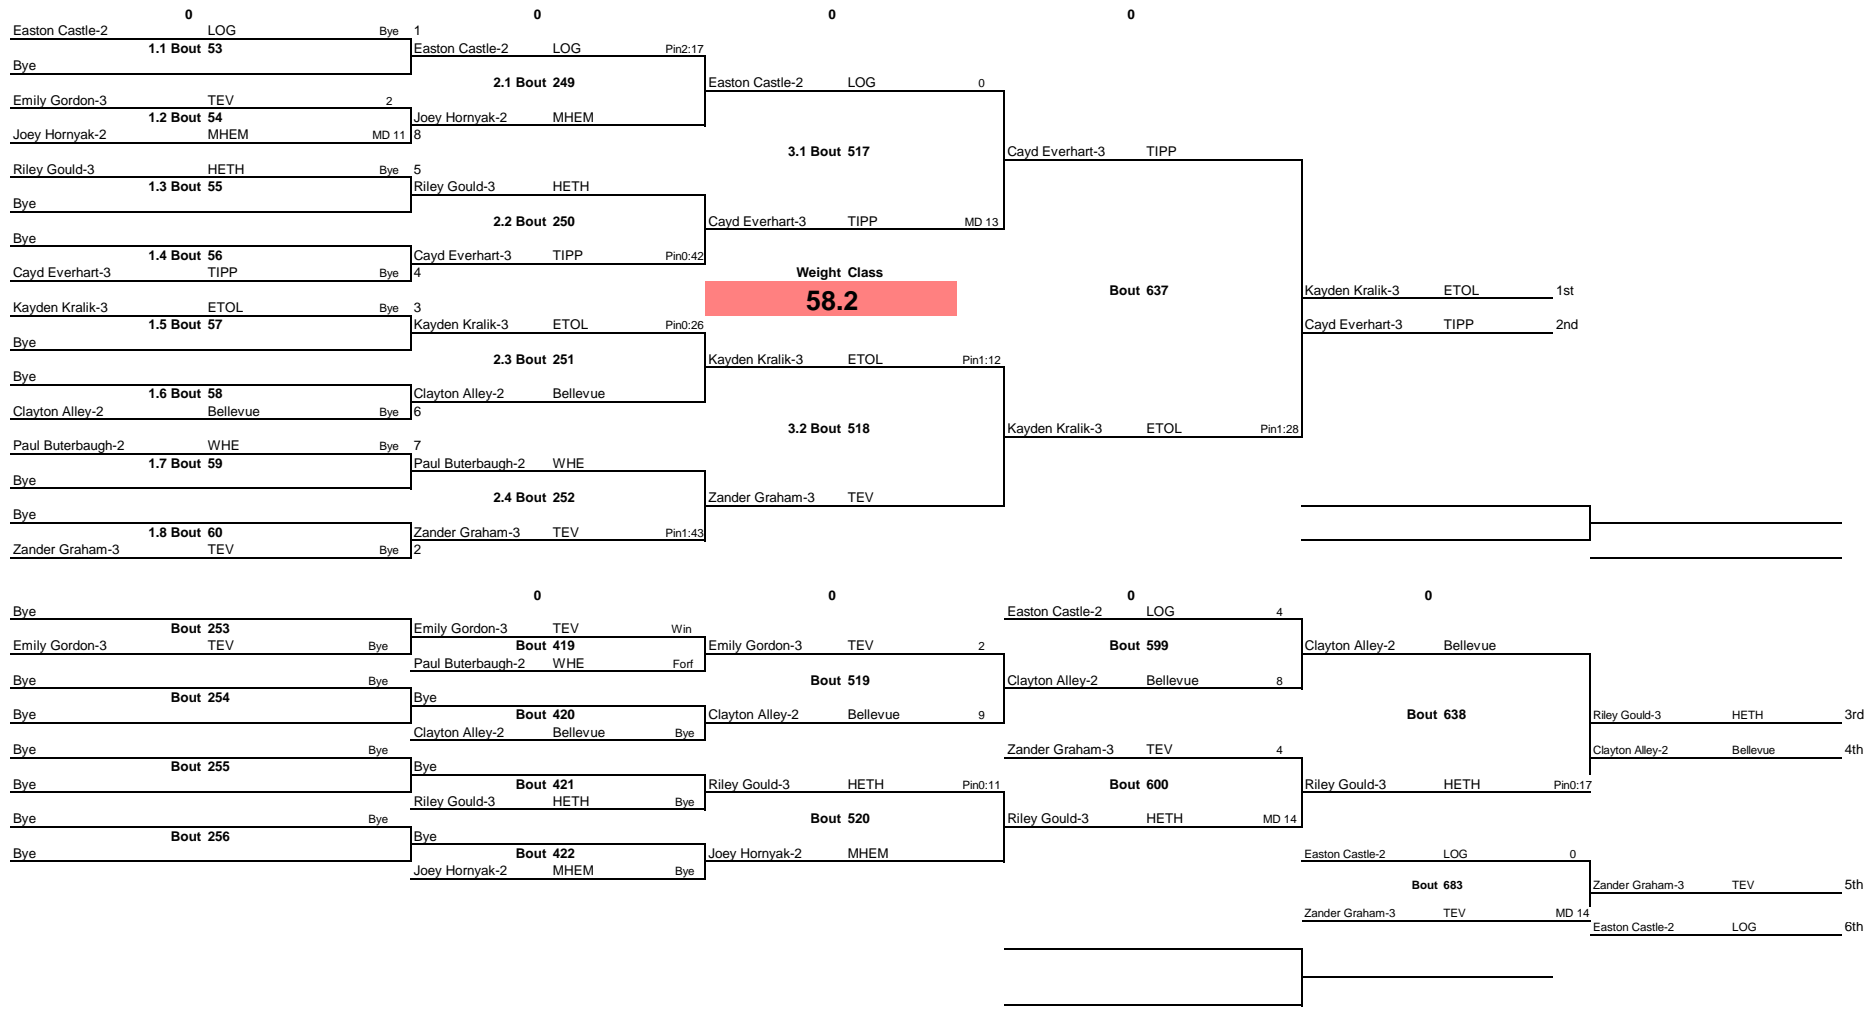 0 0 0 0
Easton Castle-2 LOG Bye 1
1.1 Bout 53 Easton Castle-2 LOG Pin2:17
Bye
2.1 Bout 249 Easton Castle-2 LOG 0
Emily Gordon-3 TEV 2
1.2 Bout 54 Joey Hornyak-2 MHEM
Joey Hornyak-2 MHEM MD 11 8
3.1 Bout 517 Cayd Everhart-3 TIPP
Riley Gould-3 HETH Bye 5
1.3 Bout 55 Riley Gould-3 HETH
Bye
2.2 Bout 250 Cayd Everhart-3 TIPP MD 13
Bye
1.4 Bout 56 Cayd Everhart-3 TIPP Pin0:42
Cayd Everhart-3 TIPP Bye 4 Weight Class
58.2 Bout 637 Kayden Kralik-3 ETOL 1st
Kayden Kralik-3 ETOL Bye 3
1.5 Bout 57 Kayden Kralik-3 ETOL Pin0:26 Cayd Everhart-3 TIPP 2nd
Bye
2.3 Bout 251 Kayden Kralik-3 ETOL Pin1:12
Bye
1.6 Bout 58 Clayton Alley-2 Bellevue
Clayton Alley-2 Bellevue Bye 6
3.2 Bout 518 Kayden Kralik-3 ETOL Pin1:28
Paul Buterbaugh-2 WHE Bye 7
1.7 Bout 59 Paul Buterbaugh-2 WHE
Bye
2.4 Bout 252 Zander Graham-3 TEV
Bye
1.8 Bout 60 Zander Graham-3 TEV Pin1:43
Zander Graham-3 TEV Bye 2
0 0 0 0
Bye Easton Castle-2 LOG 4
Bout 253 Emily Gordon-3 TEV Win
Emily Gordon-3 TEV Bye Bout 419 Emily Gordon-3 TEV 2 Bout 599 Clayton Alley-2 Bellevue
Paul Buterbaugh-2 WHE Forf
Bye Bye Bout 519 Clayton Alley-2 Bellevue 8
Bout 254 Bye
Bye Bout 420 Clayton Alley-2 Bellevue 9 Bout 638 Riley Gould-3 HETH 3rd
Clayton Alley-2 Bellevue Bye
Bye Bye Zander Graham-3 TEV 4 Clayton Alley-2 Bellevue 4th
Bout 255 Bye
Bye Bout 421 Riley Gould-3 HETH Pin0:11 Bout 600 Riley Gould-3 HETH Pin0:17
Riley Gould-3 HETH Bye
Bye Bye Bout 520 Riley Gould-3 HETH MD 14
Bout 256 Bye
Bye Bout 422 Joey Hornyak-2 MHEM Easton Castle-2 LOG 0
Joey Hornyak-2 MHEM Bye
Bout 683 Zander Graham-3 TEV 5th
Zander Graham-3 TEV MD 14
Easton Castle-2 LOG 6th